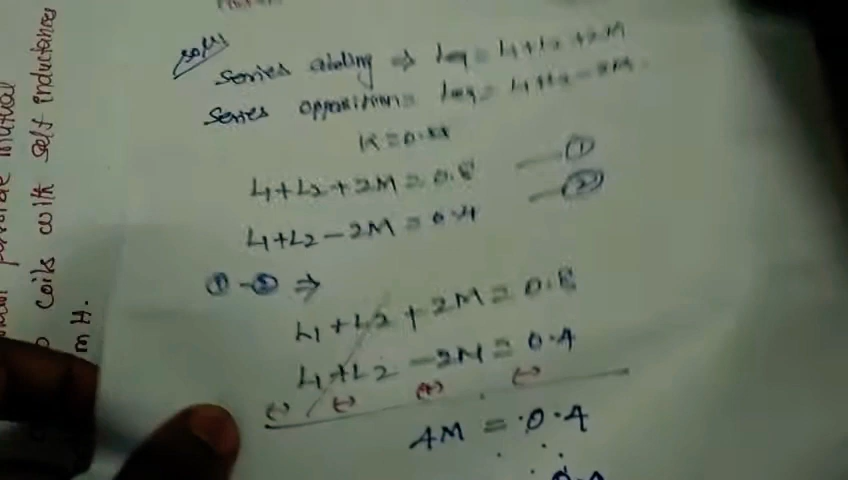 Soln
Series aiding ⇒ Leq = L1+L2+2M
Series opposition = Leq = L1+L2-2M.
L1+L2+2M = 0.8 — ①
L1+L2-2M = 0.4 — ②
①-② ⇒
L1+L2+2M = 0.8
L1+L2-2M = 0.4
(-) (-) (+) (-)
4M = 0.4
coils with self inductances
mH.